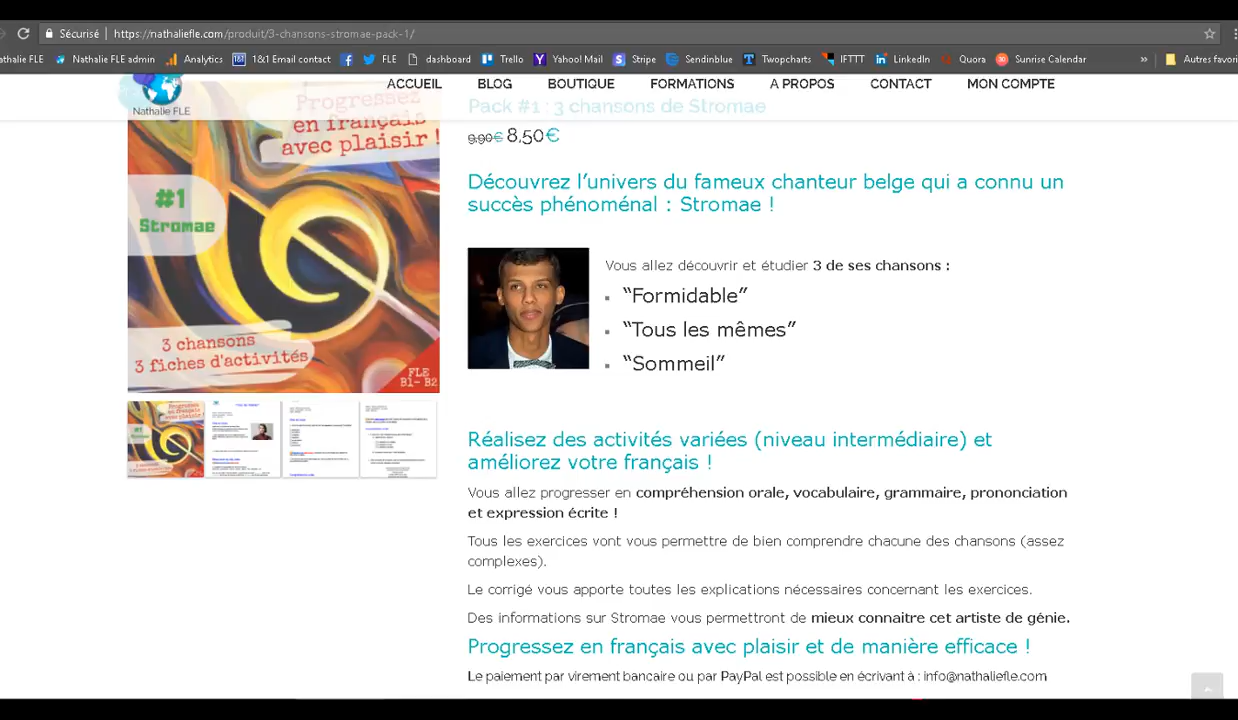 Sécurisé | https://nathaliefle.com/produit/3-chansons-stromae-pack-1/
athalie FLE Nathalie FLE admin Analytics 1&1 Email contact FLE dashboard Trello Yahoo! Mail Stripe Sendinblue Twopcharts IFTTT LinkedIn Quora Sunrise Calendar » Autres favori
Nathalie FLE
ACCUEIL BLOG BOUTIQUE FORMATIONS A PROPOS CONTACT MON COMPTE
Progressez
en français
avec plaisir !
#1
Stromae
3 chansons
3 fiches d'activités
FLE
B1- B2
Pack #1 : 3 chansons de Stromae
9,90€ 8,50€
Découvrez l’univers du fameux chanteur belge qui a connu un
succès phénoménal : Stromae !
Vous allez découvrir et étudier 3 de ses chansons :
“Formidable”
“Tous les mêmes”
“Sommeil”
Réalisez des activités variées (niveau intermédiaire) et
améliorez votre français !
Vous allez progresser en compréhension orale, vocabulaire, grammaire, prononciation
et expression écrite !
Tous les exercices vont vous permettre de bien comprendre chacune des chansons (assez
complexes).
Le corrigé vous apporte toutes les explications nécessaires concernant les exercices.
Des informations sur Stromae vous permettront de mieux connaitre cet artiste de génie.
Progressez en français avec plaisir et de manière efficace !
Le paiement par virement bancaire ou par PayPal est possible en écrivant à : info@nathaliefle.com